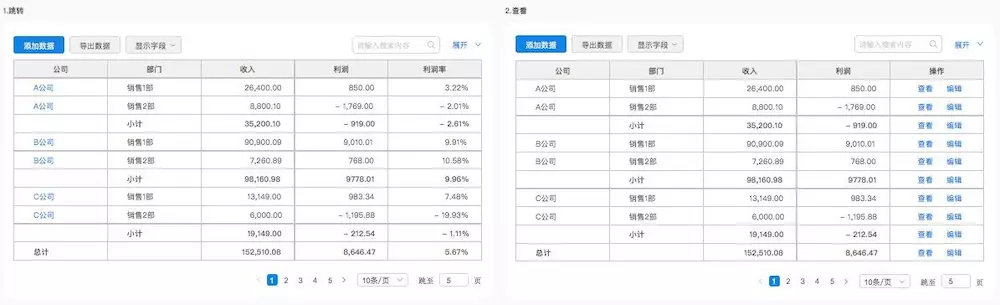 1.跳转
添加数据 导出数据 显示字段 请输入搜索内容 展开
公司 部门 收入 利润 利润率
A公司 销售1部 26,400.00 850.00 3.22%
A公司 销售2部 8,800.10 －1,769.00 －2.01%
小计 35,200.10 －919.00 －2.61%
B公司 销售1部 90,900.09 9,010.01 9.91%
B公司 销售2部 7,260.89 768.00 10.58%
小计 98,160.98 9778.01 9.96%
C公司 销售1部 13,149.00 983.34 7.48%
C公司 销售2部 6,000.00 －1,195.88 －19.93%
小计 19,149.00 －212.54 －1.11%
总计 152,510.08 8,646.47 5.67%
1 2 3 4 5 10条/页 跳至 5 页
2.查看
添加数据 导出数据 显示字段 请输入搜索内容 展开
公司 部门 收入 利润 操作
A公司 销售1部 26,400.00 850.00 查看 编辑
A公司 销售2部 8,800.10 －1,769.00 查看 编辑
小计 35,200.10 －919.00 查看 编辑
B公司 销售1部 90,900.09 9,010.01 查看 编辑
B公司 销售2部 7,260.89 768.00 查看 编辑
小计 98,160.98 9778.01 查看 编辑
C公司 销售1部 13,149.00 983.34 查看 编辑
C公司 销售2部 6,000.00 －1,195.88 查看 编辑
小计 19,149.00 －212.54 查看 编辑
总计 152,510.08 8,646.47 查看 编辑
1 2 3 4 5 10条/页 跳至 5 页